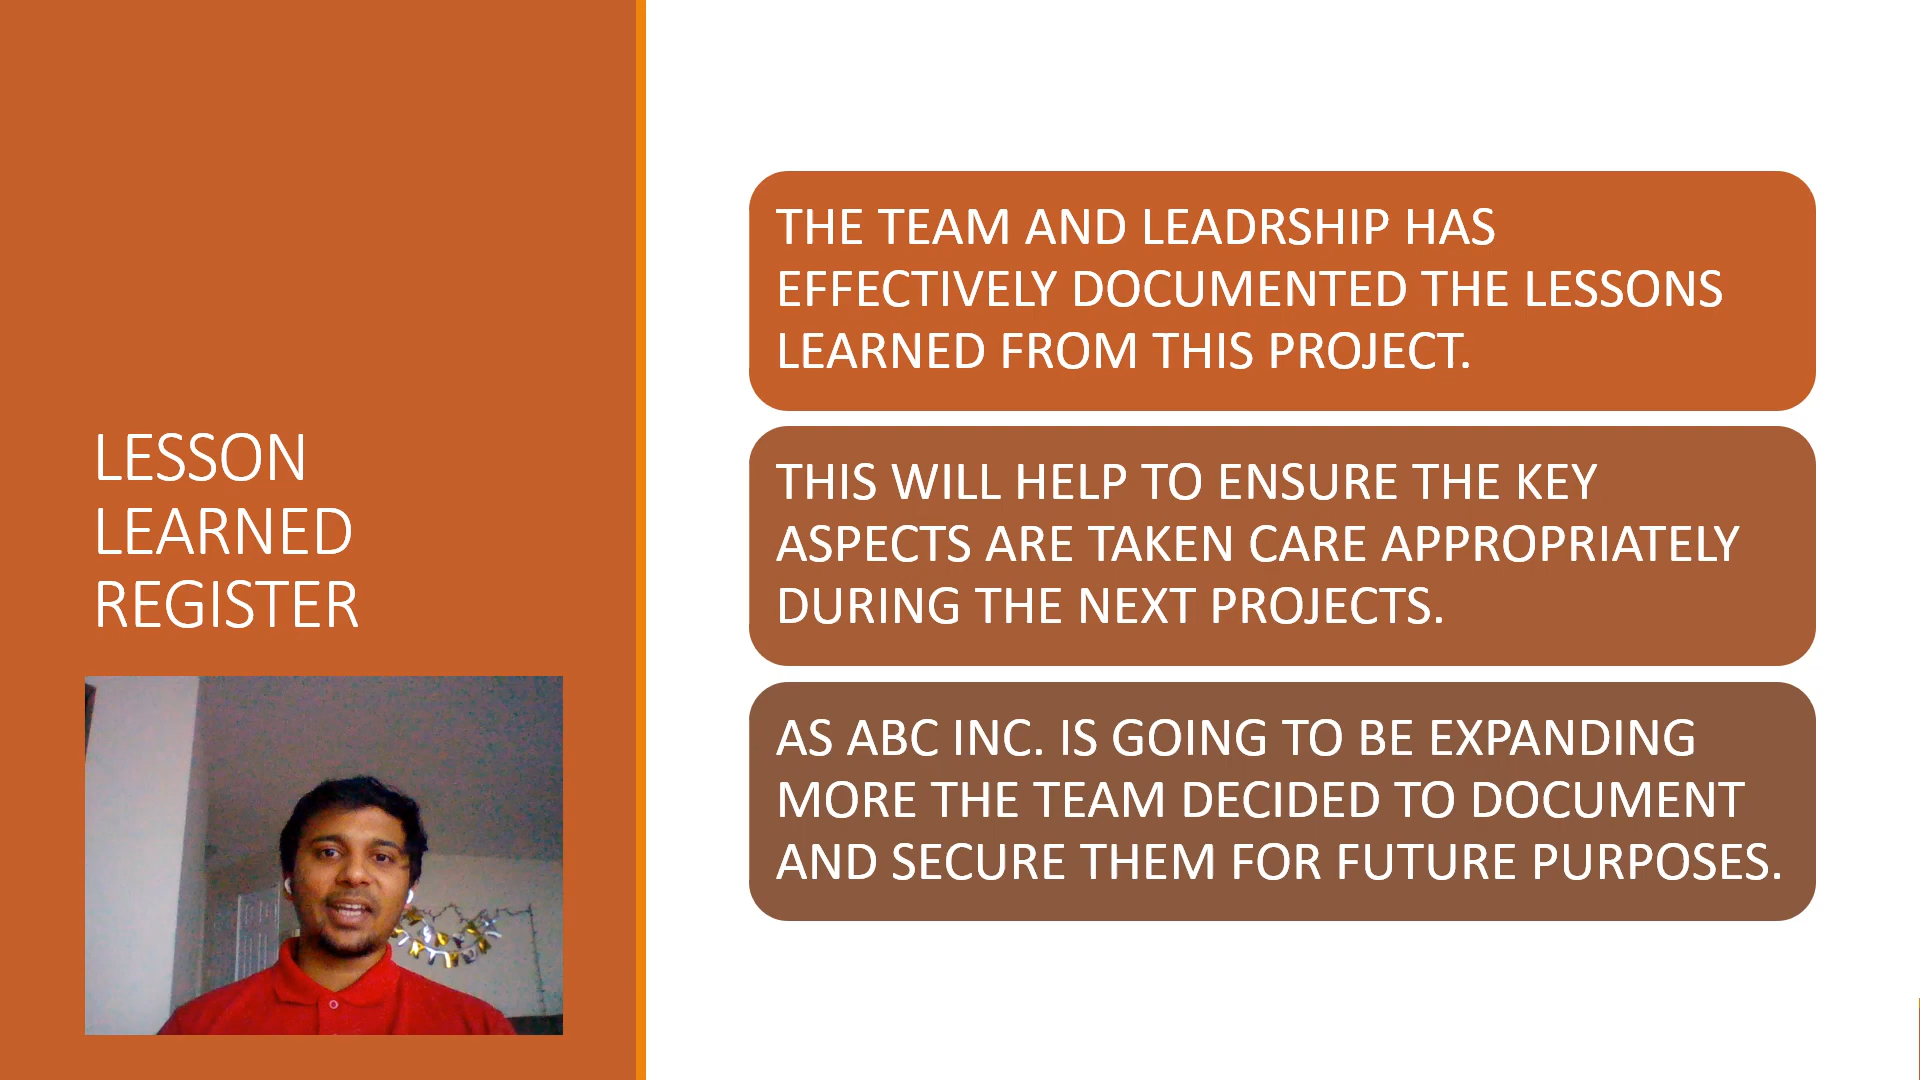 LESSON
LEARNED
REGISTER
THE TEAM AND LEADRSHIP HAS
EFFECTIVELY DOCUMENTED THE LESSONS
LEARNED FROM THIS PROJECT.
THIS WILL HELP TO ENSURE THE KEY
ASPECTS ARE TAKEN CARE APPROPRIATELY
DURING THE NEXT PROJECTS.
AS ABC INC. IS GOING TO BE EXPANDING
MORE THE TEAM DECIDED TO DOCUMENT
AND SECURE THEM FOR FUTURE PURPOSES.